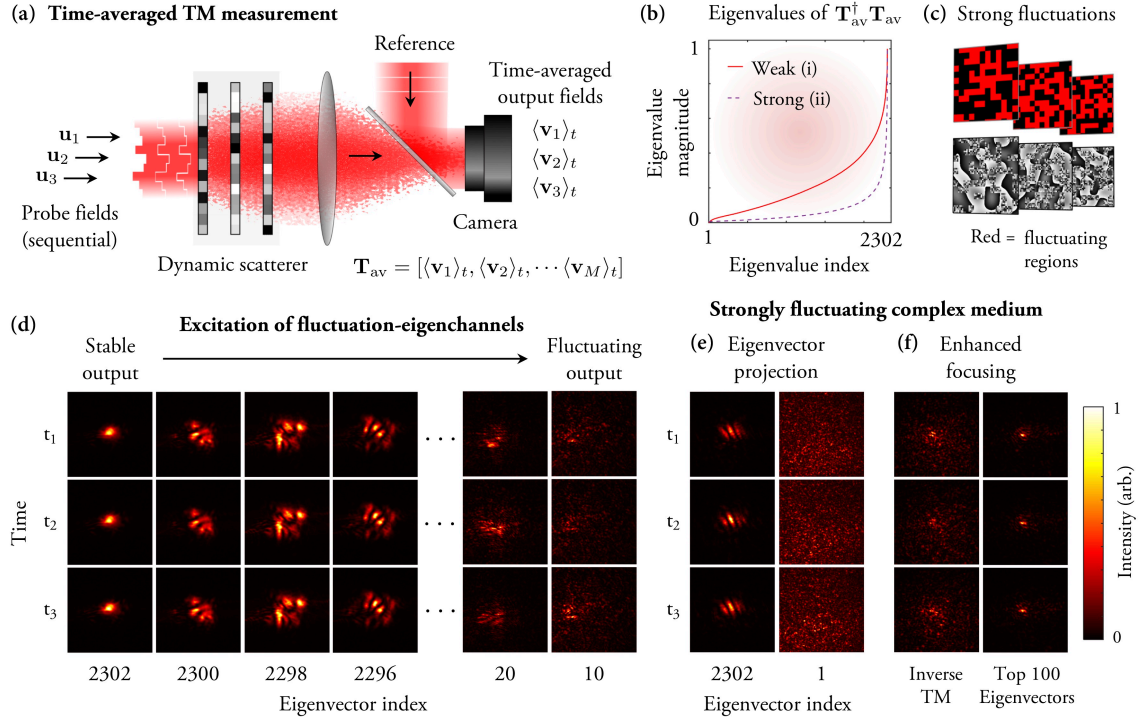 (a) Time-averaged TM measurement
Reference
Time-averaged
output fields
u₁
u₂
u₃
⟨v₁⟩ₜ
⟨v₂⟩ₜ
⟨v₃⟩ₜ
Probe fields
(sequential)
Camera
Dynamic scatterer
T_av = [⟨v₁⟩ₜ, ⟨v₂⟩ₜ, ··· ⟨v_M⟩ₜ]
(b) Eigenvalues of T†_av T_av
1
Weak (i)
Strong (ii)
Eigenvalue
magnitude
0
1
2302
Eigenvalue index
(c) Strong fluctuations
Red = fluctuating
regions
(d) Excitation of fluctuation-eigenchannels
Stable
output
Fluctuating
output
Time
t₁
t₂
t₃
· · ·
· · ·
· · ·
2302
2300
2298
2296
20
10
Eigenvector index
Strongly fluctuating complex medium
(e) Eigenvector
projection
t₁
t₂
t₃
2302
1
Eigenvector index
(f) Enhanced
focusing
Inverse
TM
Top 100
Eigenvectors
1
Intensity (arb.)
0